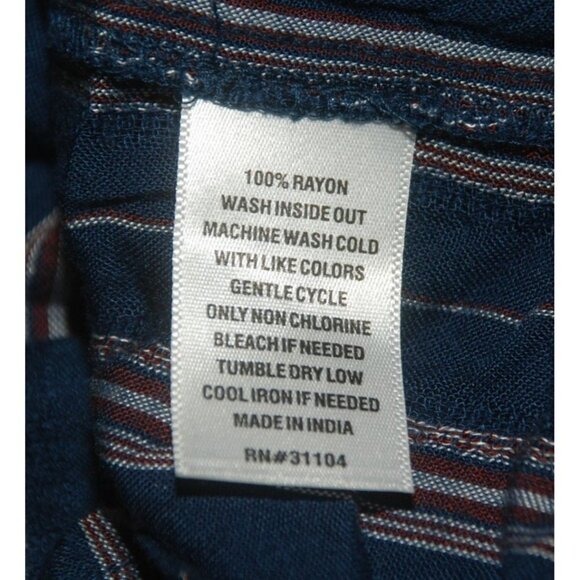 100% RAYON
WASH INSIDE OUT
MACHINE WASH COLD
WITH LIKE COLORS
GENTLE CYCLE
ONLY NON CHLORINE
BLEACH IF NEEDED
TUMBLE DRY LOW
COOL IRON IF NEEDED
MADE IN INDIA
RN#31104